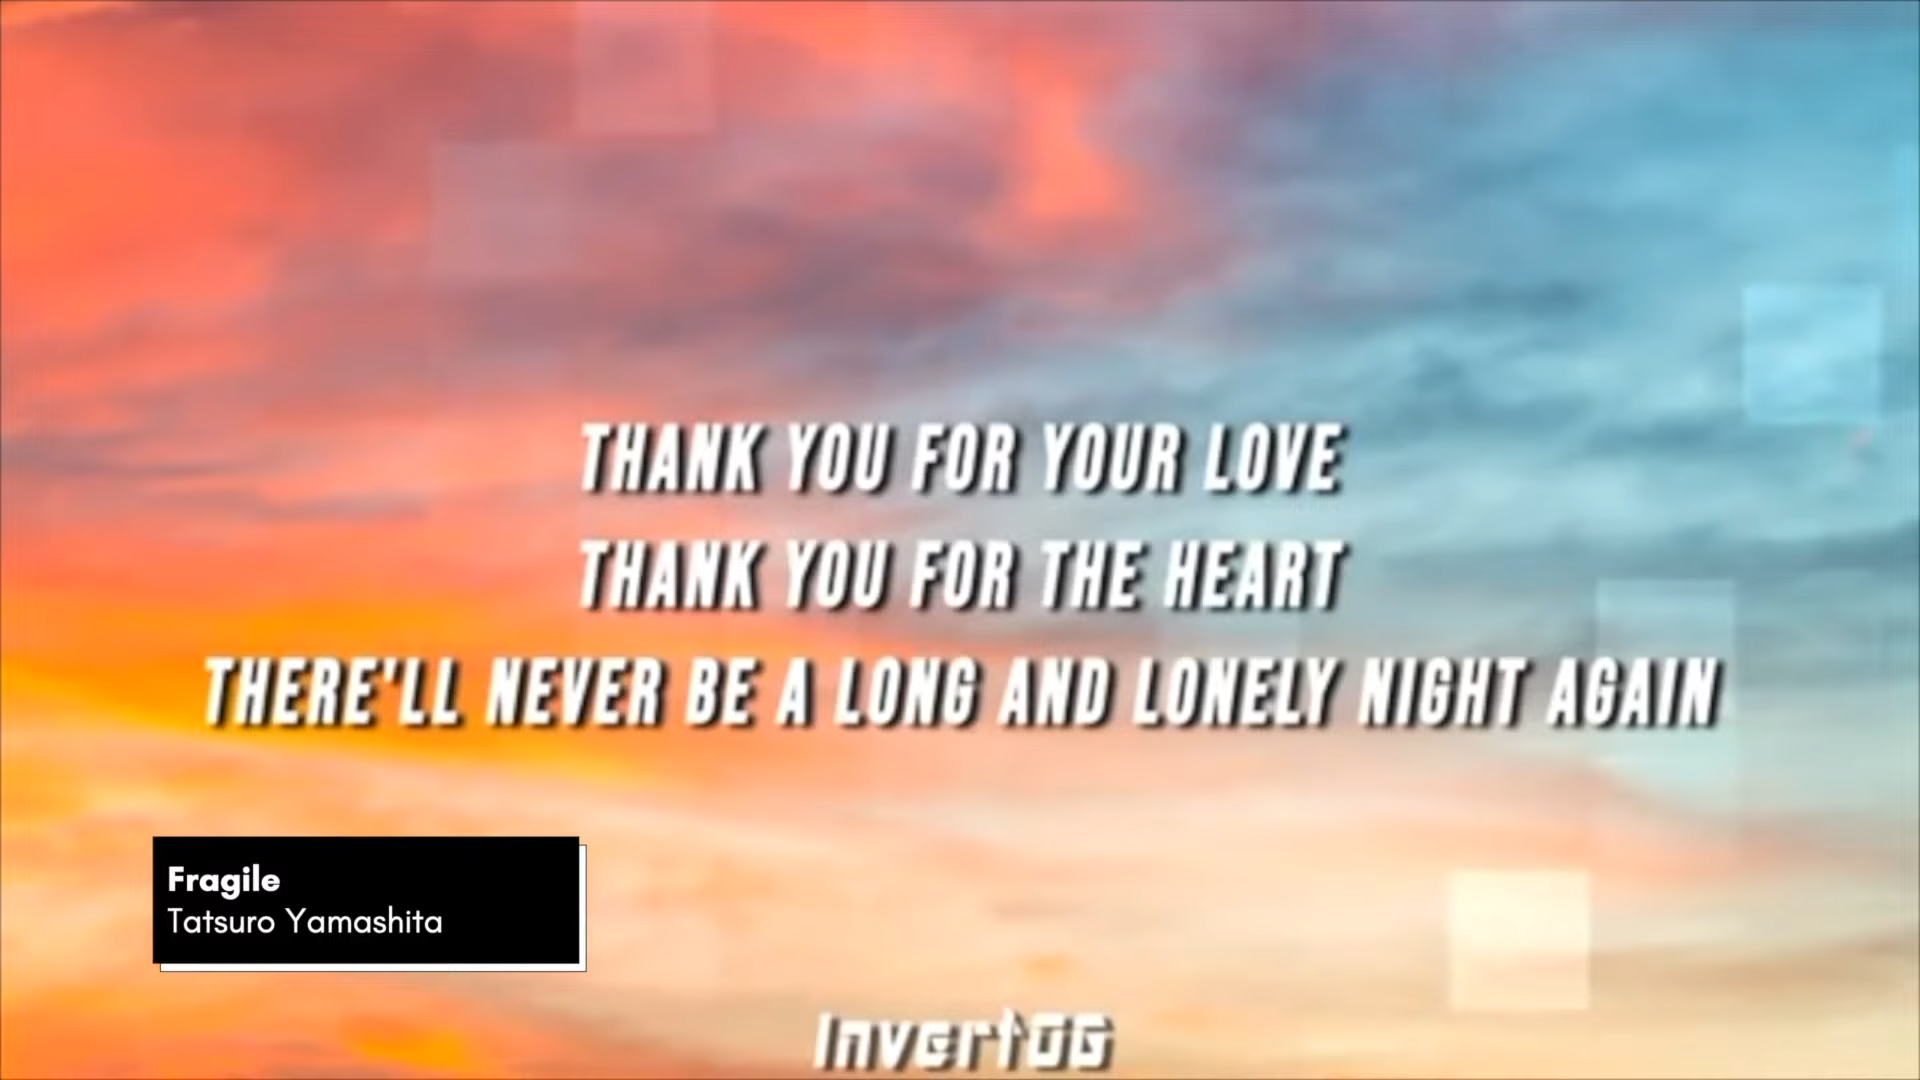 THANK YOU FOR YOUR LOVE
THANK YOU FOR THE HEART
THERE'LL NEVER BE A LONG AND LONELY NIGHT AGAIN
Fragile
Tatsuro Yamashita
InvertOG